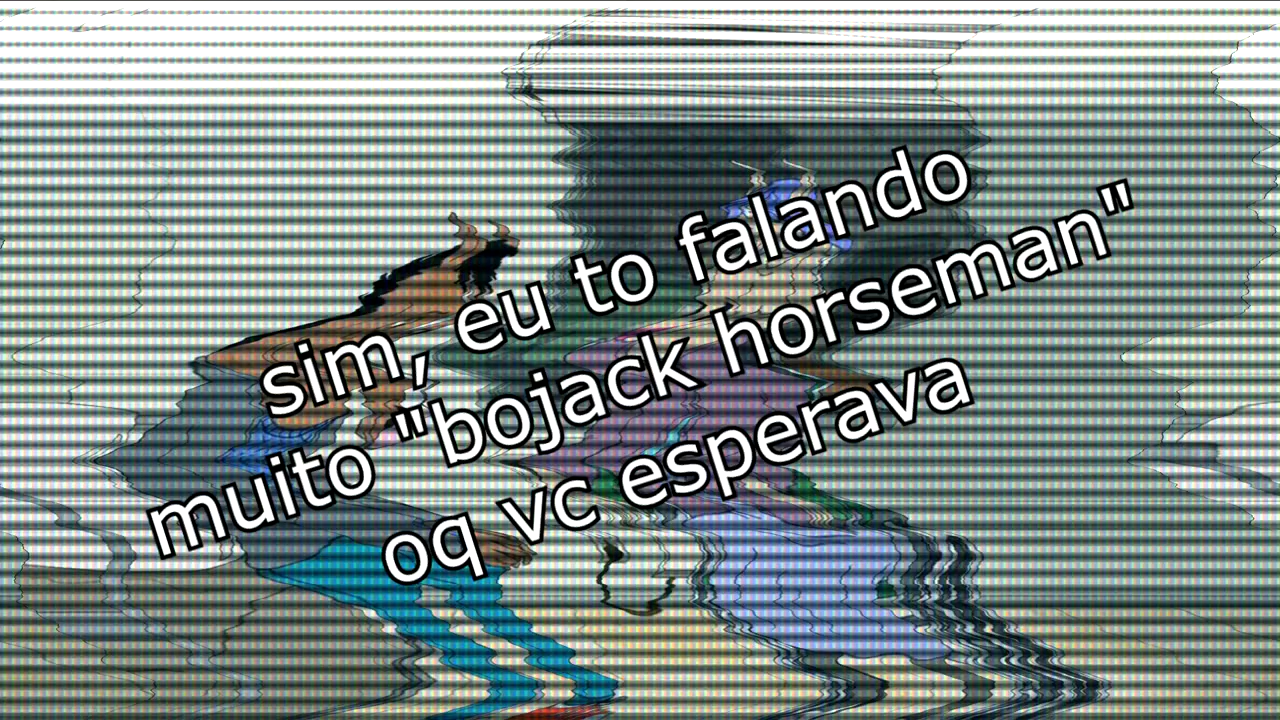 sim, eu to falando
muito "bojack horseman"
oq vc esperava